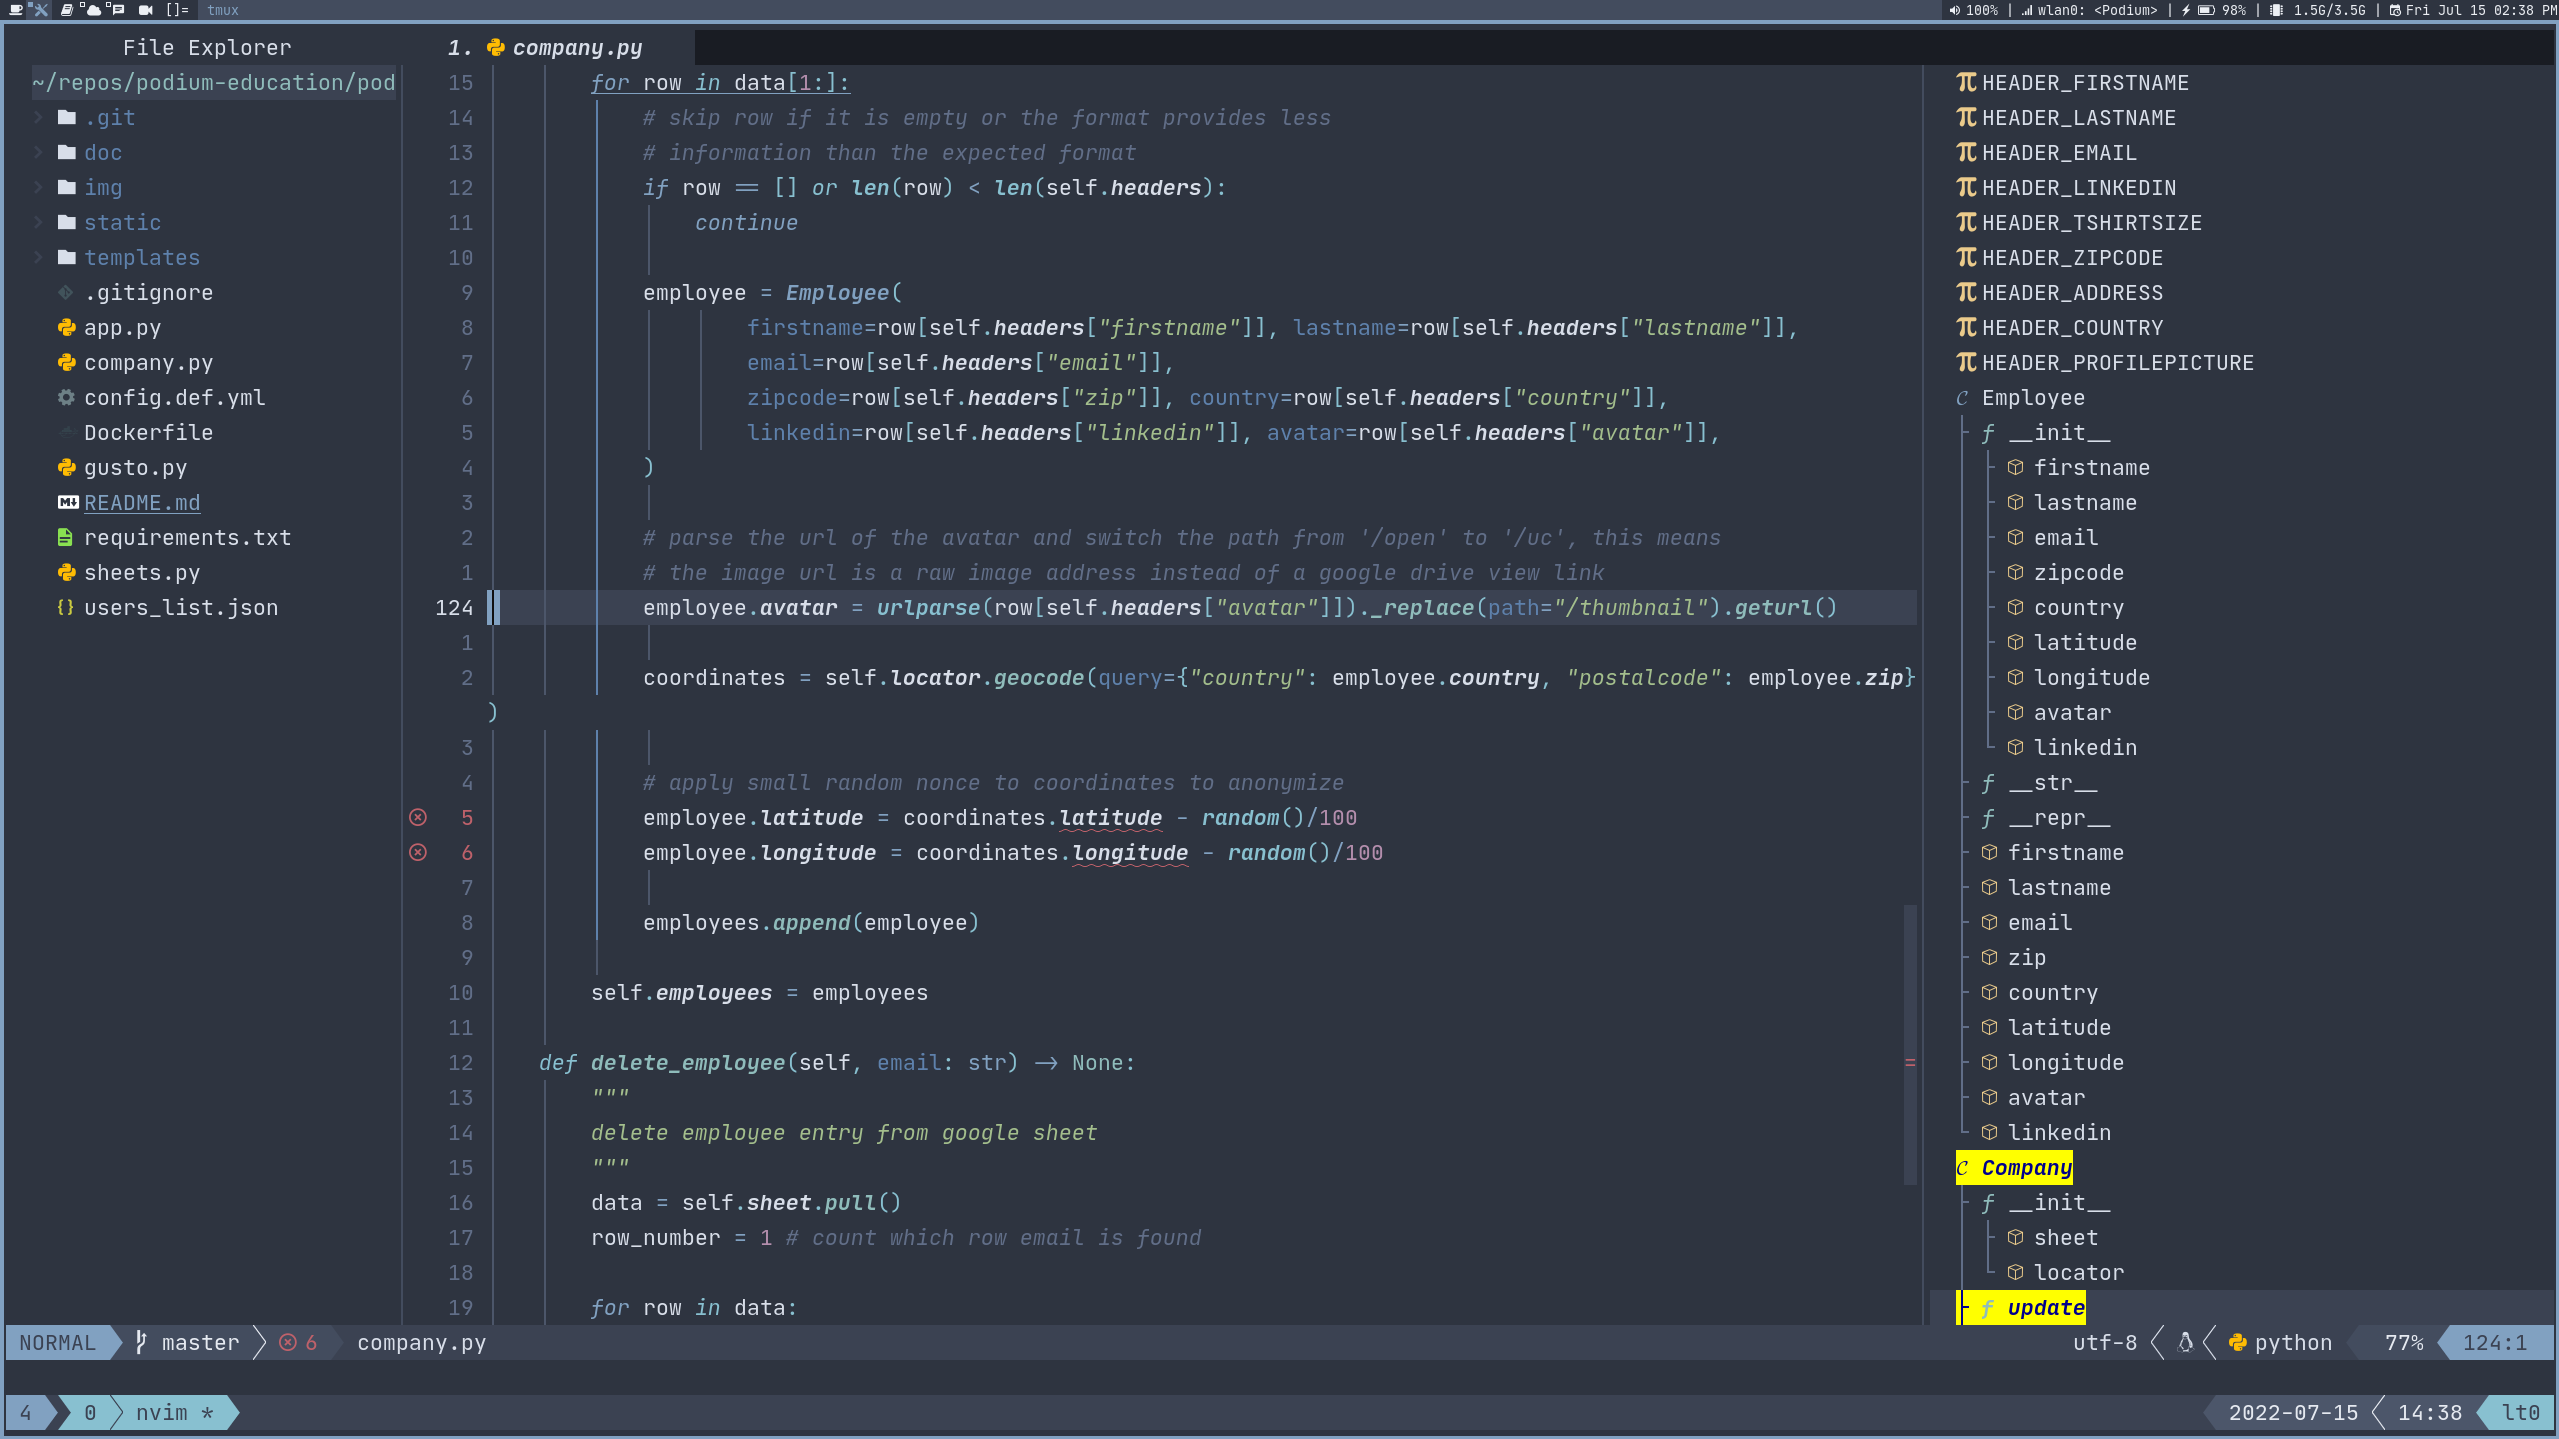 []= tmux 100% | wlan0: <Podium> | 98% | 1.5G/3.5G | Fri Jul 15 02:38 PM
File Explorer
~/repos/podium-education/pod
.git
doc
img
static
templates
.gitignore
app.py
company.py
config.def.yml
Dockerfile
gusto.py
README.md
requirements.txt
sheets.py
users_list.json
1. company.py
15 for row in data[1:]:
14 # skip row if it is empty or the format provides less
13 # information than the expected format
12 if row == [] or len(row) < len(self.headers):
11 continue
10
9 employee = Employee(
8 firstname=row[self.headers["firstname"]], lastname=row[self.headers["lastname"]],
7 email=row[self.headers["email"]],
6 zipcode=row[self.headers["zip"]], country=row[self.headers["country"]],
5 linkedin=row[self.headers["linkedin"]], avatar=row[self.headers["avatar"]],
4 )
3
2 # parse the url of the avatar and switch the path from '/open' to '/uc', this means
1 # the image url is a raw image address instead of a google drive view link
124 employee.avatar = urlparse(row[self.headers["avatar"]])._replace(path="/thumbnail").geturl()
1
2 coordinates = self.locator.geocode(query={"country": employee.country, "postalcode": employee.zip}
)
3
4 # apply small random nonce to coordinates to anonymize
5 employee.latitude = coordinates.latitude - random()/100
6 employee.longitude = coordinates.longitude - random()/100
7
8 employees.append(employee)
9
10 self.employees = employees
11
12 def delete_employee(self, email: str) -> None:
13 """
14 delete employee entry from google sheet
15 """
16 data = self.sheet.pull()
17 row_number = 1 # count which row email is found
18
19 for row in data:
HEADER_FIRSTNAME
HEADER_LASTNAME
HEADER_EMAIL
HEADER_LINKEDIN
HEADER_TSHIRTSIZE
HEADER_ZIPCODE
HEADER_ADDRESS
HEADER_COUNTRY
HEADER_PROFILEPICTURE
Employee
f __init__
firstname
lastname
email
zipcode
country
latitude
longitude
avatar
linkedin
f __str__
f __repr__
firstname
lastname
email
zip
country
latitude
longitude
avatar
linkedin
Company
f __init__
sheet
locator
f update
NORMAL master 6 company.py utf-8 python 77% 124:1
4 0 nvim * 2022-07-15 14:38 lt0